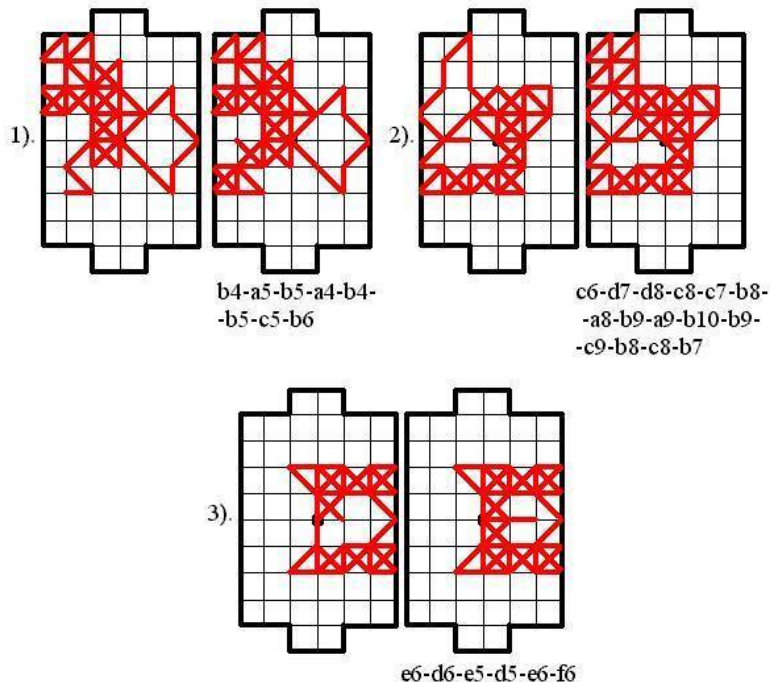 1).
2).
b4-a5-b5-a4-b4-
-b5-c5-b6
c6-d7-d8-c8-c7-b8-
-a8-b9-a9-b10-b9-
-c9-b8-c8-b7
3).
e6-d6-e5-d5-e6-f6